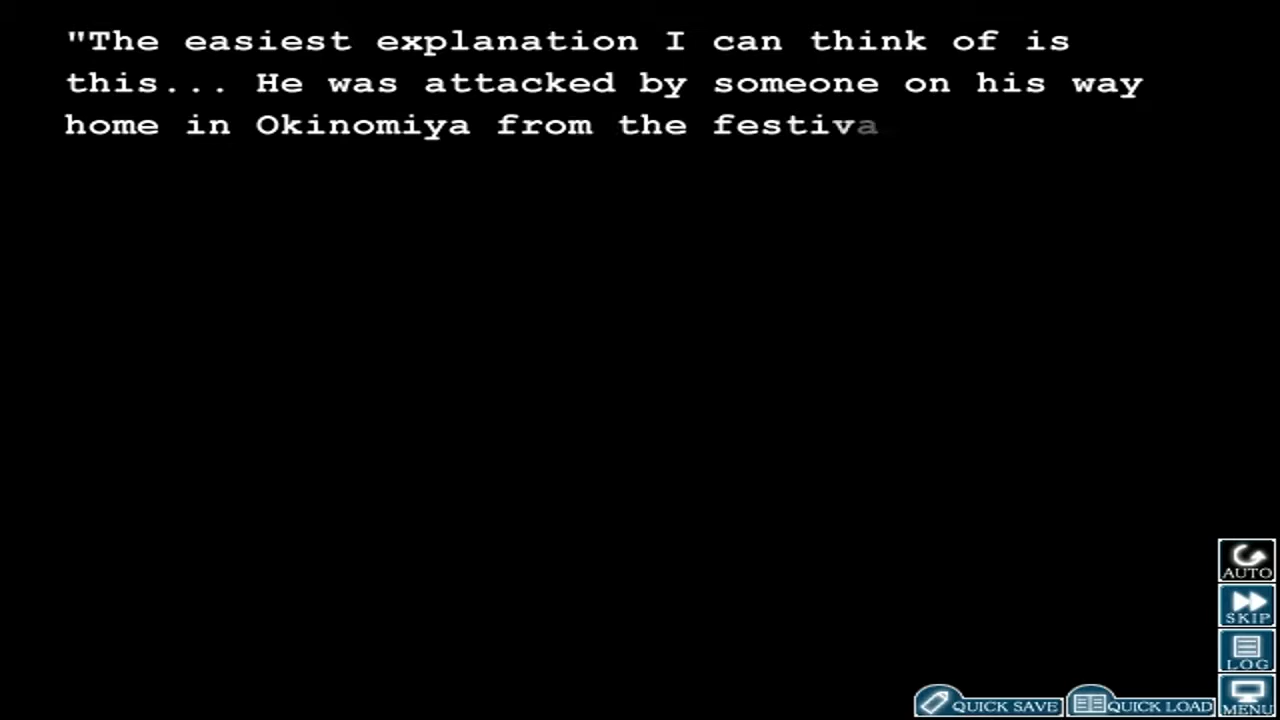 "The easiest explanation I can think of is
this... He was attacked by someone on his way
home in Okinomiya from the festiva
AUTO
SKIP
LOG
QUICK SAVE
QUICK LOAD
MENU